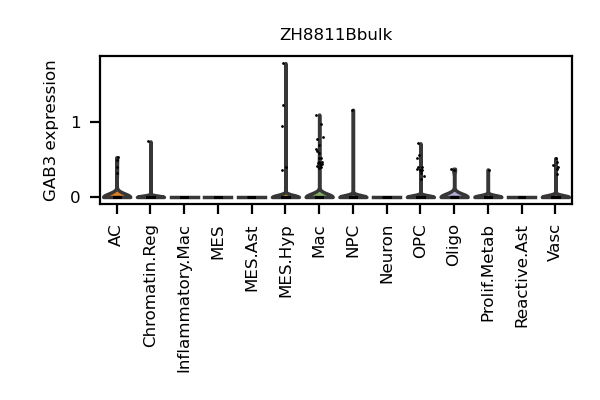 ZH8811Bbulk
GAB3 expression
1
0
AC
Chromatin.Reg
Inflammatory.Mac
MES
MES.Ast
MES.Hyp
Mac
NPC
Neuron
OPC
Oligo
Prolif.Metab
Reactive.Ast
Vasc